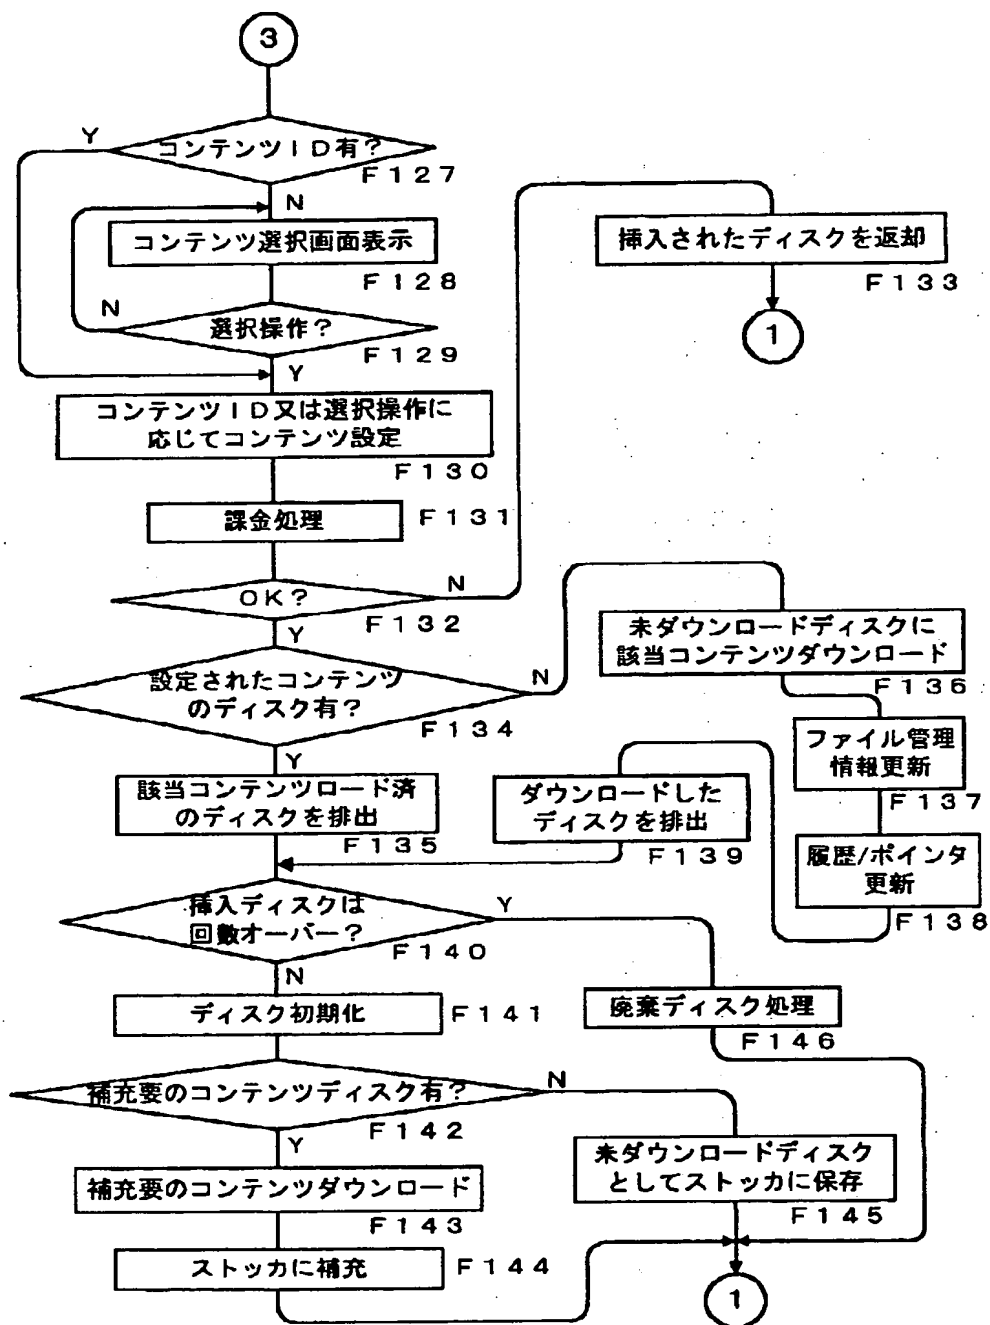 3
Y
コンテンツID有?
F127
N
コンテンツ選択画面表示
F128
N
選択操作?
F129
Y
コンテンツID又は選択操作に
応じてコンテンツ設定
F130
課金処理
F131
OK?
N
F132
Y
挿入されたディスクを返却
F133
1
設定されたコンテンツ
のディスク有?
N
F134
Y
該当コンテンツロード済
のディスクを排出
F135
未ダウンロードディスクに
該当コンテンツダウンロード
F136
ファイル管理
情報更新
F137
履歴/ポインタ
更新
F138
ダウンロードした
ディスクを排出
F139
挿入ディスクは
回数オーバー?
Y
F140
N
ディスク初期化
F141
廃棄ディスク処理
F146
補充要のコンテンツディスク有?
N
F142
Y
補充要のコンテンツダウンロード
F143
ストッカに補充
F144
未ダウンロードディスク
としてストッカに保存
F145
1